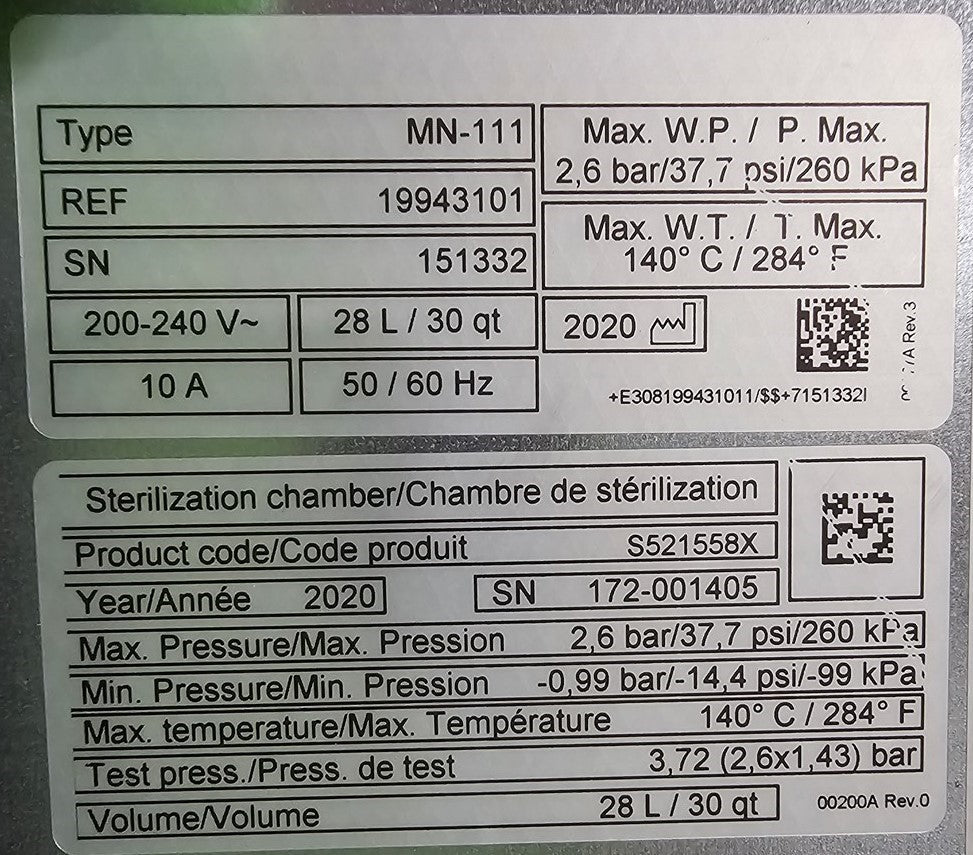 Type MN-111
Max. W.P. / P. Max.
2,6 bar/37,7 psi/260 kPa
REF 19943101
Max. W.T. / T. Max.
140° C / 284° F
SN 151332
200-240 V~ 28 L / 30 qt 2020
10 A 50 / 60 Hz
+E308199431011/$$+7151332I
/A Rev.3
Sterilization chamber/Chambre de stérilization
Product code/Code produit S521558X
Year/Année 2020 SN 172-001405
Max. Pressure/Max. Pression 2,6 bar/37,7 psi/260 kPa
Min. Pressure/Min. Pression -0,99 bar/-14,4 psi/-99 kPa
Max. temperature/Max. Température 140° C / 284° F
Test press./Press. de test 3,72 (2,6x1,43) bar
Volume/Volume 28 L / 30 qt
00200A Rev.0